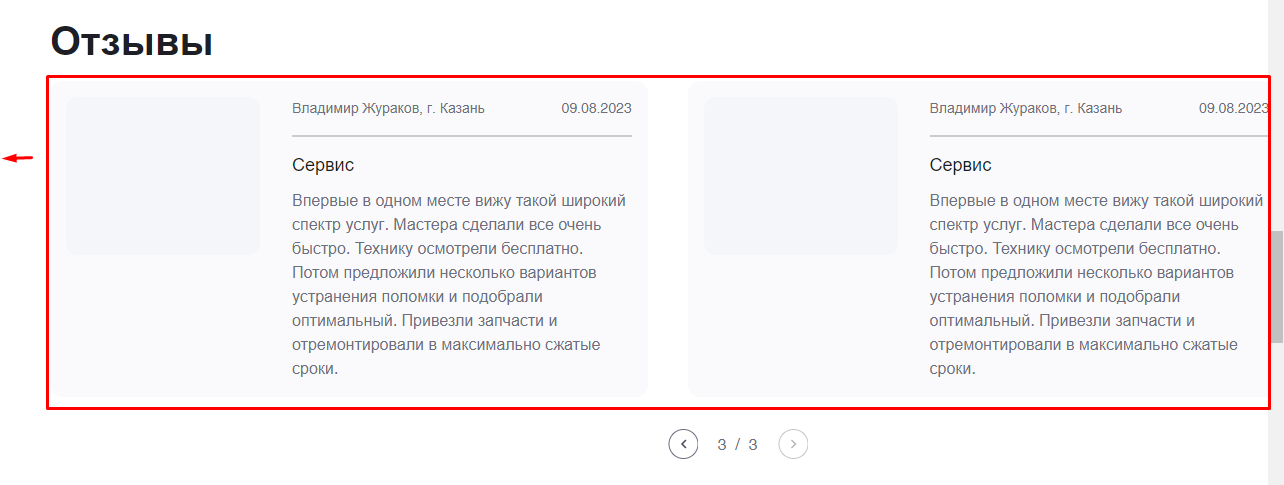 Отзывы
Владимир Жураков, г. Казань 09.08.2023
Сервис
Впервые в одном месте вижу такой широкий
спектр услуг. Мастера сделали все очень
быстро. Технику осмотрели бесплатно.
Потом предложили несколько вариантов
устранения поломки и подобрали
оптимальный. Привезли запчасти и
отремонтировали в максимально сжатые
сроки.
Владимир Жураков, г. Казань 09.08.2023
Сервис
Впервые в одном месте вижу такой широкий
спектр услуг. Мастера сделали все очень
быстро. Технику осмотрели бесплатно.
Потом предложили несколько вариантов
устранения поломки и подобрали
оптимальный. Привезли запчасти и
отремонтировали в максимально сжатые
сроки.
3 / 3